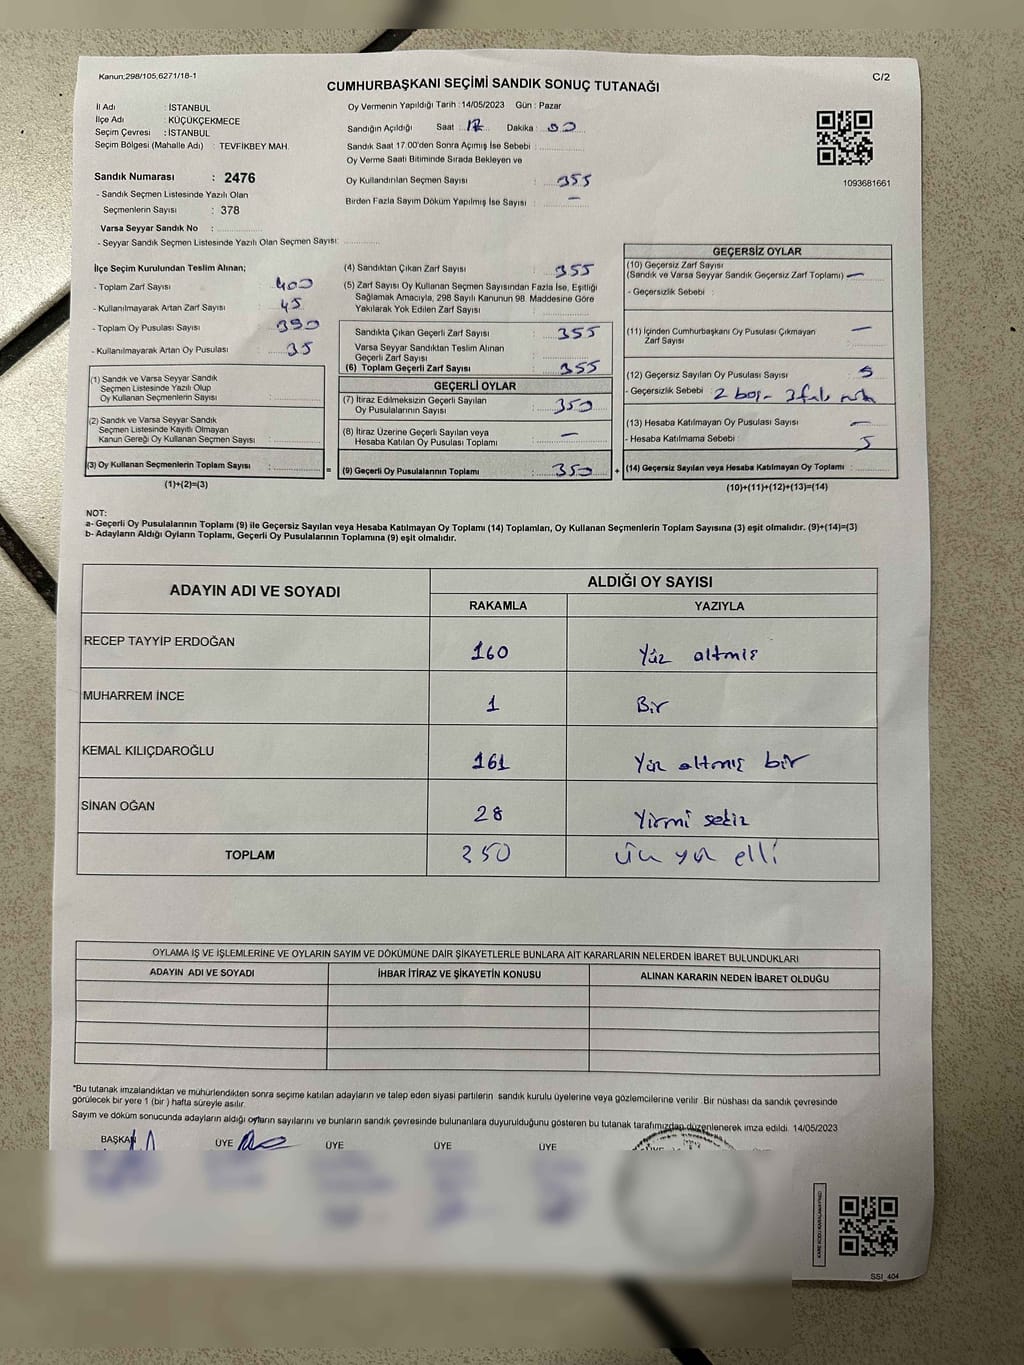 Kanun;298/105,6271/18-1
C/2
CUMHURBAŞKANI SEÇİMİ SANDIK SONUÇ TUTANAĞI
İl Adı : İSTANBUL
İlçe Adı : KÜÇÜKÇEKMECE
Seçim Çevresi : İSTANBUL
Seçim Bölgesi (Mahalle Adı) : TEVFİKBEY MAH.
Sandık Numarası : 2476
- Sandık Seçmen Listesinde Yazılı Olan
Seçmenlerin Sayısı : 378
Varsa Seyyar Sandık No :
- Seyyar Sandık Seçmen Listesinde Yazılı Olan Seçmen Sayısı:
Oy Vermenin Yapıldığı Tarih : 14/05/2023 Gün : Pazar
Sandığın Açıldığı Saat : 17 Dakika : 00
Sandık Saat 17:00'den Sonra Açımış İse Sebebi :
Oy Verme Saati Bitiminde Sırada Bekleyen ve
Oy Kullandırılan Seçmen Sayısı : 355
Birden Fazla Sayım Döküm Yapılmış İse Sayısı : —
1093681661
İlçe Seçim Kurulundan Teslim Alınan;
- Toplam Zarf Sayısı : 400
- Kullanılmayarak Artan Zarf Sayısı : 45
- Toplam Oy Pusulası Sayısı : 390
- Kullanılmayarak Artan Oy Pusulası : 35
(1) Sandık ve Varsa Seyyar Sandık
Seçmen Listesinde Yazılı Olup
Oy Kullanan Seçmenlerin Sayısı :
(2) Sandık ve Varsa Seyyar Sandık
Seçmen Listesinde Kayıtlı Olmayan
Kanun Gereği Oy Kullanan Seçmen Sayısı :
(3) Oy Kullanan Seçmenlerin Toplam Sayısı : =
(1)+(2)=(3)
(4) Sandıktan Çıkan Zarf Sayısı : 355
(5) Zarf Sayısı Oy Kullanan Seçmen Sayısından Fazla İse, Eşitliği
Sağlamak Amacıyla, 298 Sayılı Kanunun 98. Maddesine Göre
Yakılarak Yok Edilen Zarf Sayısı :
Sandıkta Çıkan Geçerli Zarf Sayısı : 355
Varsa Seyyar Sandıktan Teslim Alınan
Geçerli Zarf Sayısı :
(6) Toplam Geçerli Zarf Sayısı : 355
GEÇERLİ OYLAR
(7) İtiraz Edilmeksizin Geçerli Sayılan
Oy Pusulalarının Sayısı : 350
(8) İtiraz Üzerine Geçerli Sayılan veya
Hesaba Katılan Oy Pusulası Toplamı : —
(9) Geçerli Oy Pusulalarının Toplamı : 350 +
GEÇERSİZ OYLAR
(10) Geçersiz Zarf Sayısı
(Sandık ve Varsa Seyyar Sandık Geçersiz Zarf Toplamı) : —
- Geçersizlik Sebebi :
(11) İçinden Cumhurbaşkanı Oy Pusulası Çıkmayan
Zarf Sayısı : —
(12) Geçersiz Sayılan Oy Pusulası Sayısı : 5
- Geçersizlik Sebebi : 2 boş - 3
(13) Hesaba Katılmayan Oy Pusulası Sayısı : —
- Hesaba Katılmama Sebebi : 5
(14) Geçersiz Sayılan veya Hesaba Katılmayan Oy Toplamı :
(10)+(11)+(12)+(13)=(14)
NOT:
a- Geçerli Oy Pusulalarının Toplamı (9) ile Geçersiz Sayılan veya Hesaba Katılmayan Oy Toplamı (14) Toplamları, Oy Kullanan Seçmenlerin Toplam Sayısına (3) eşit olmalıdır. (9)+(14)=(3)
b- Adayların Aldığı Oyların Toplamı, Geçerli Oy Pusulalarının Toplamına (9) eşit olmalıdır.
ADAYIN ADI VE SOYADI ALDIĞI OY SAYISI
RAKAMLA YAZIYLA
RECEP TAYYİP ERDOĞAN 160 Yüz altmış
MUHARREM İNCE 1 Bir
KEMAL KILIÇDAROĞLU 161 Yüz altmış bir
SİNAN OĞAN 28 Yirmi sekiz
TOPLAM 350 üç yüz elli
OYLAMA İŞ VE İŞLEMLERİNE VE OYLARIN SAYIM VE DÖKÜMÜNE DAİR ŞİKAYETLERLE BUNLARA AİT KARARLARIN NELERDEN İBARET BULUNDUKLARI
ADAYIN ADI VE SOYADI İHBAR İTİRAZ VE ŞİKAYETİN KONUSU ALINAN KARARIN NEDEN İBARET OLDUĞU
*Bu tutanak imzalandıktan ve mühürlendikten sonra seçime katılan adayların ve talep eden siyasi partilerin sandık kurulu üyelerine veya gözlemcilerine verilir. Bir nüshası da sandık çevresinde
görülecek bir yere 1 (bir) hafta süreyle asılır.
Sayım ve döküm sonucunda adayların aldığı oyların sayılarını ve bunların sandık çevresinde bulunanlara duyurulduğunu gösteren bu tutanak tarafımızdan düzenlenerek imza edildi. 14/05/2023
BAŞKAN ÜYE ÜYE ÜYE ÜYE
SSI_404